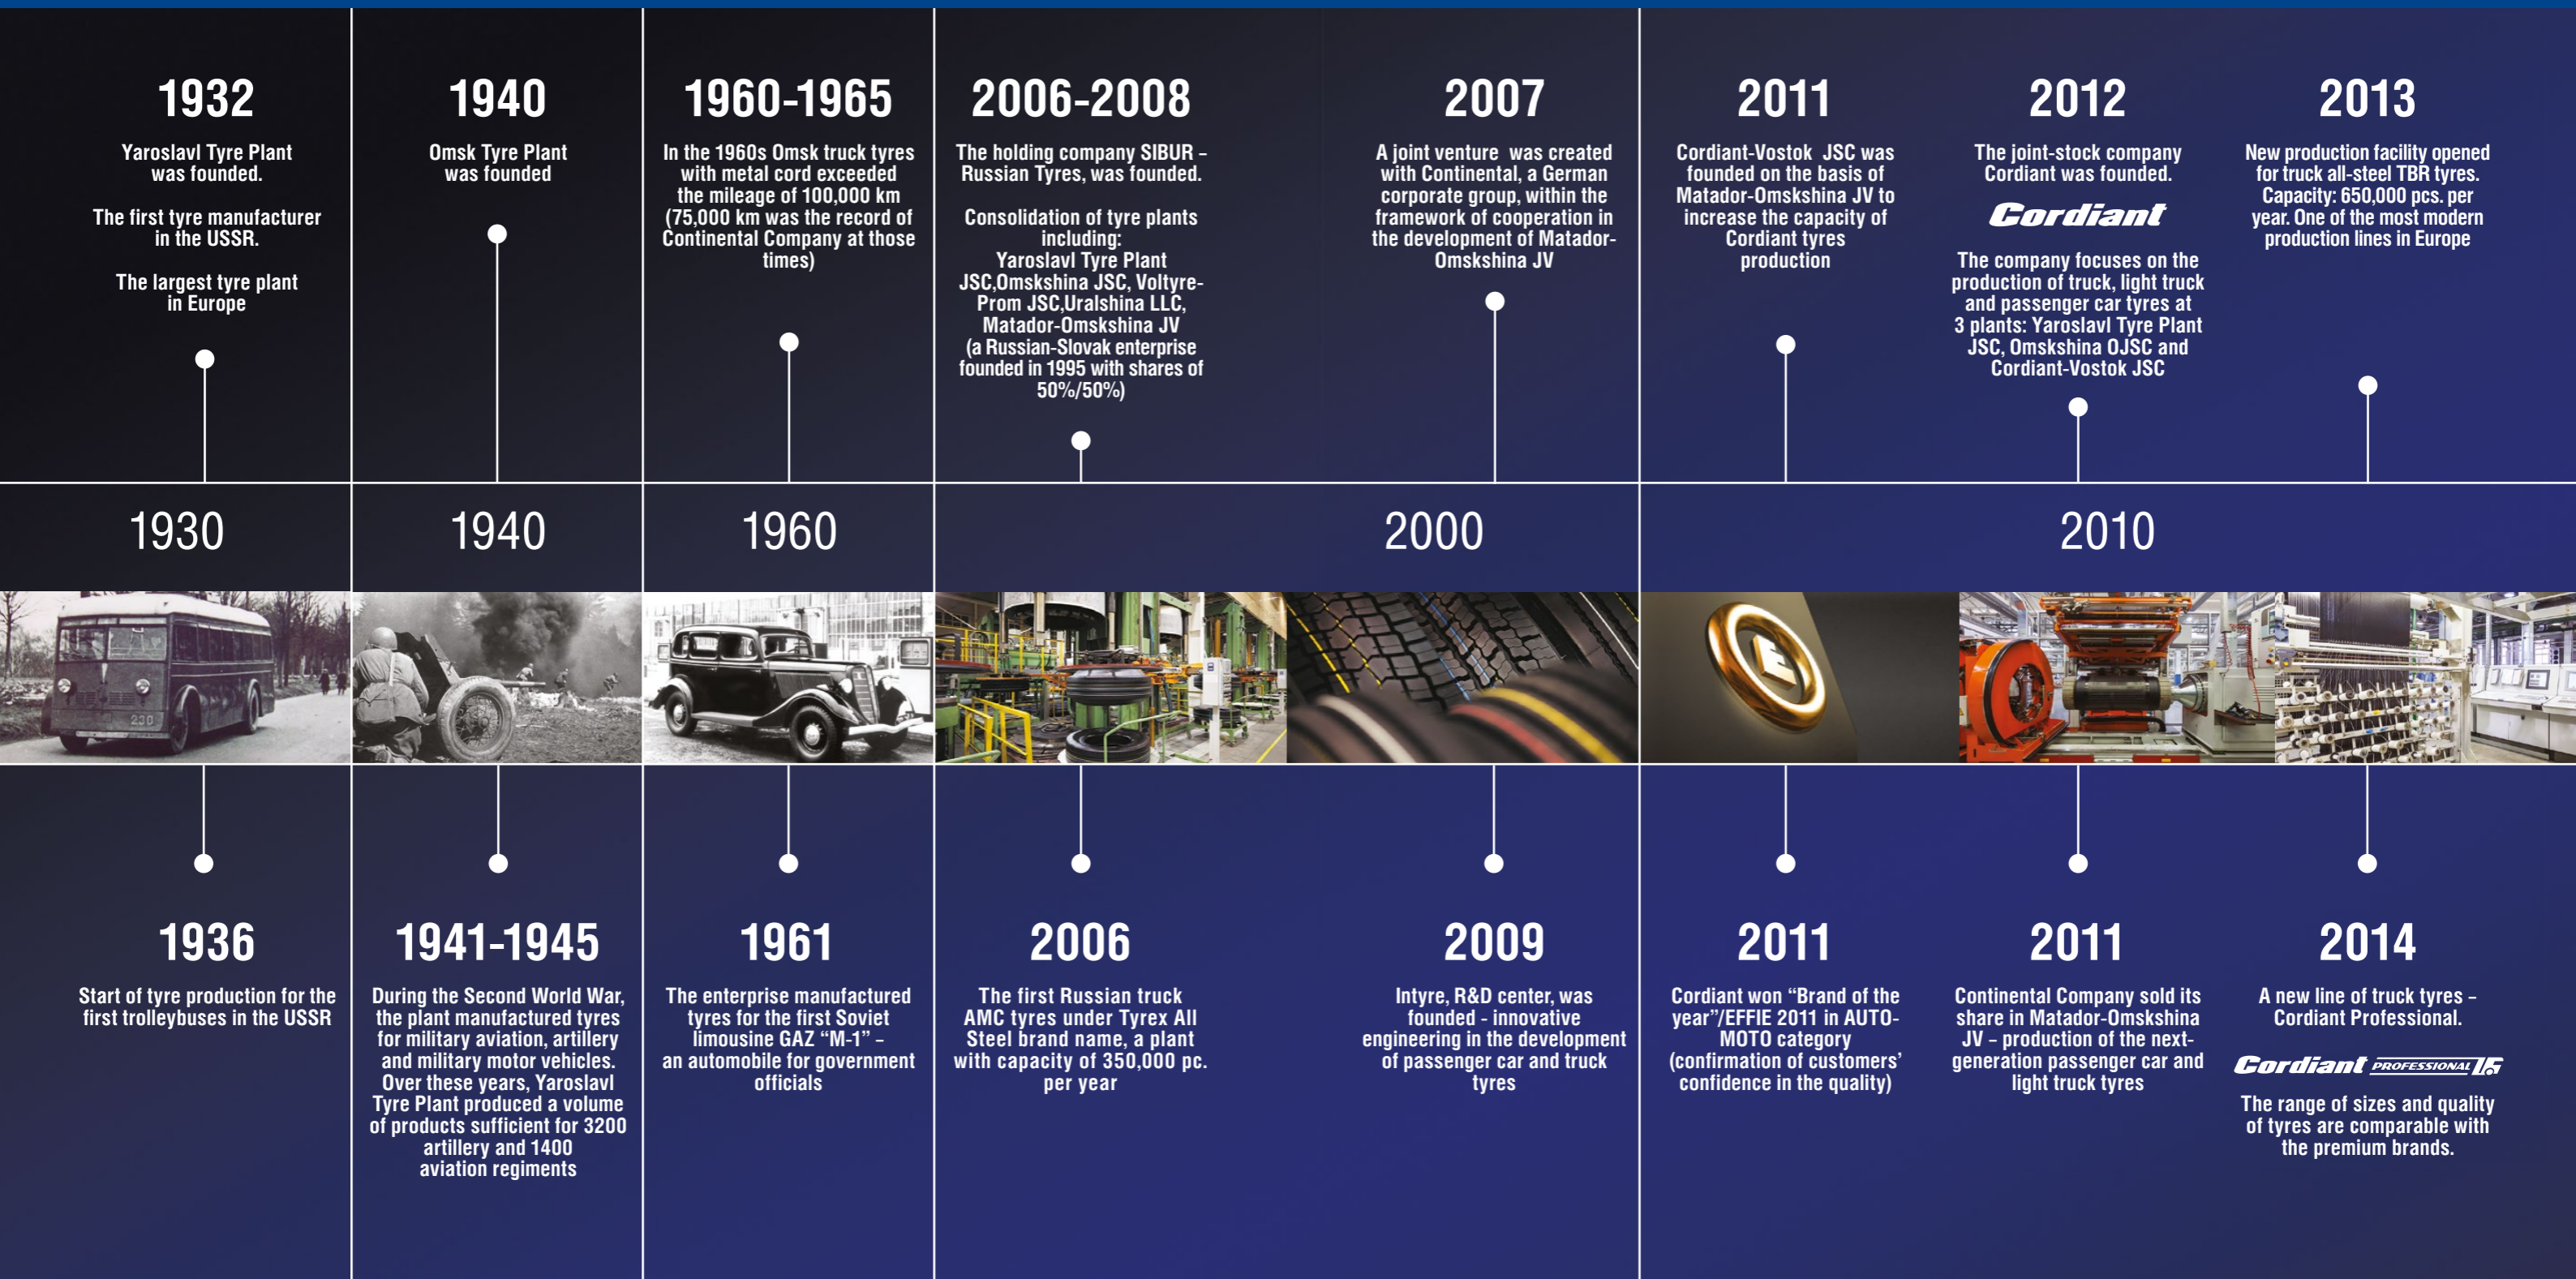 1932
Yaroslavl Tyre Plant
was founded.
The first tyre manufacturer
in the USSR.
The largest tyre plant
in Europe
1940
Omsk Tyre Plant
was founded
1960-1965
In the 1960s Omsk truck tyres
with metal cord exceeded
the mileage of 100,000 km
(75,000 km was the record of
Continental Company at those
times)
2006-2008
The holding company SIBUR –
Russian Tyres, was founded.
Consolidation of tyre plants
including:
Yaroslavl Tyre Plant
JSC,Omskshina JSC, Voltyre-
Prom JSC,Uralshina LLC,
Matador-Omskshina JV
(a Russian-Slovak enterprise
founded in 1995 with shares of
50%/50%)
2007
A joint venture was created
with Continental, a German
corporate group, within the
framework of cooperation in
the development of Matador-
Omskshina JV
2011
Cordiant-Vostok JSC was
founded on the basis of
Matador-Omskshina JV to
increase the capacity of
Cordiant tyres
production
2012
The joint-stock company
Cordiant was founded.
Cordiant
The company focuses on the
production of truck, light truck
and passenger car tyres at
3 plants: Yaroslavl Tyre Plant
JSC, Omskshina OJSC and
Cordiant-Vostok JSC
2013
New production facility opened
for truck all-steel TBR tyres.
Capacity: 650,000 pcs. per
year. One of the most modern
production lines in Europe
1930
1940
1960
2000
2010
230
E
1936
Start of tyre production for the
first trolleybuses in the USSR
1941-1945
During the Second World War,
the plant manufactured tyres
for military aviation, artillery
and military motor vehicles.
Over these years, Yaroslavl
Tyre Plant produced a volume
of products sufficient for 3200
artillery and 1400
aviation regiments
1961
The enterprise manufactured
tyres for the first Soviet
limousine GAZ “M-1” –
an automobile for government
officials
2006
The first Russian truck
AMC tyres under Tyrex All
Steel brand name, a plant
with capacity of 350,000 pc.
per year
2009
Intyre, R&D center, was
founded - innovative
engineering in the development
of passenger car and truck
tyres
2011
Cordiant won “Brand of the
year”/EFFIE 2011 in AUTO-
MOTO category
(confirmation of customers’
confidence in the quality)
2011
Continental Company sold its
share in Matador-Omskshina
JV – production of the next-
generation passenger car and
light truck tyres
2014
A new line of truck tyres –
Cordiant Professional.
Cordiant PROFESSIONAL
The range of sizes and quality
of tyres are comparable with
the premium brands.